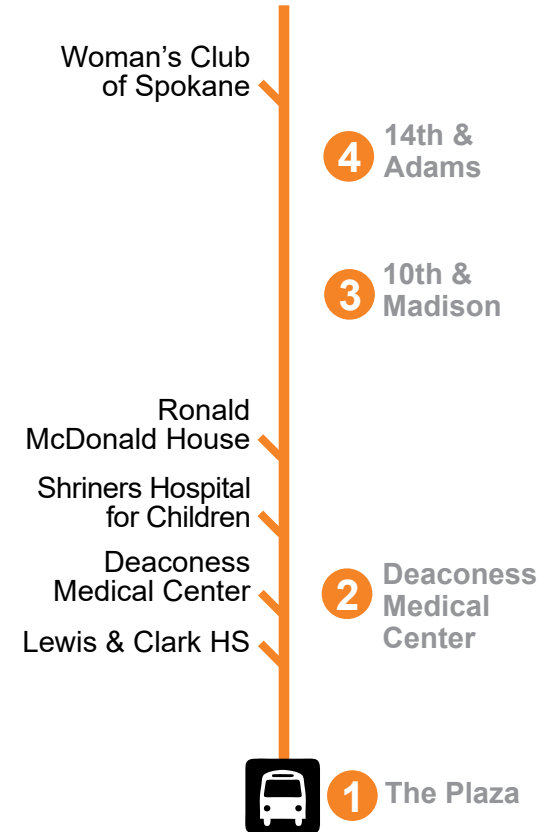 Woman’s Club
of Spokane
4
14th &
Adams
3
10th &
Madison
Ronald
McDonald House
Shriners Hospital
for Children
Deaconess
Medical Center
2
Deaconess
Medical
Center
Lewis & Clark HS
1
The Plaza